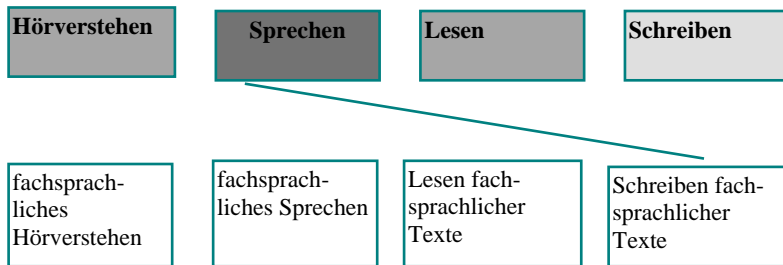 Hörverstehen
Sprechen
Lesen
Schreiben
fachsprach-
liches
Hörverstehen
fachsprach-
liches Sprechen
Lesen fach-
sprachlicher
Texte
Schreiben fach-
sprachlicher
Texte